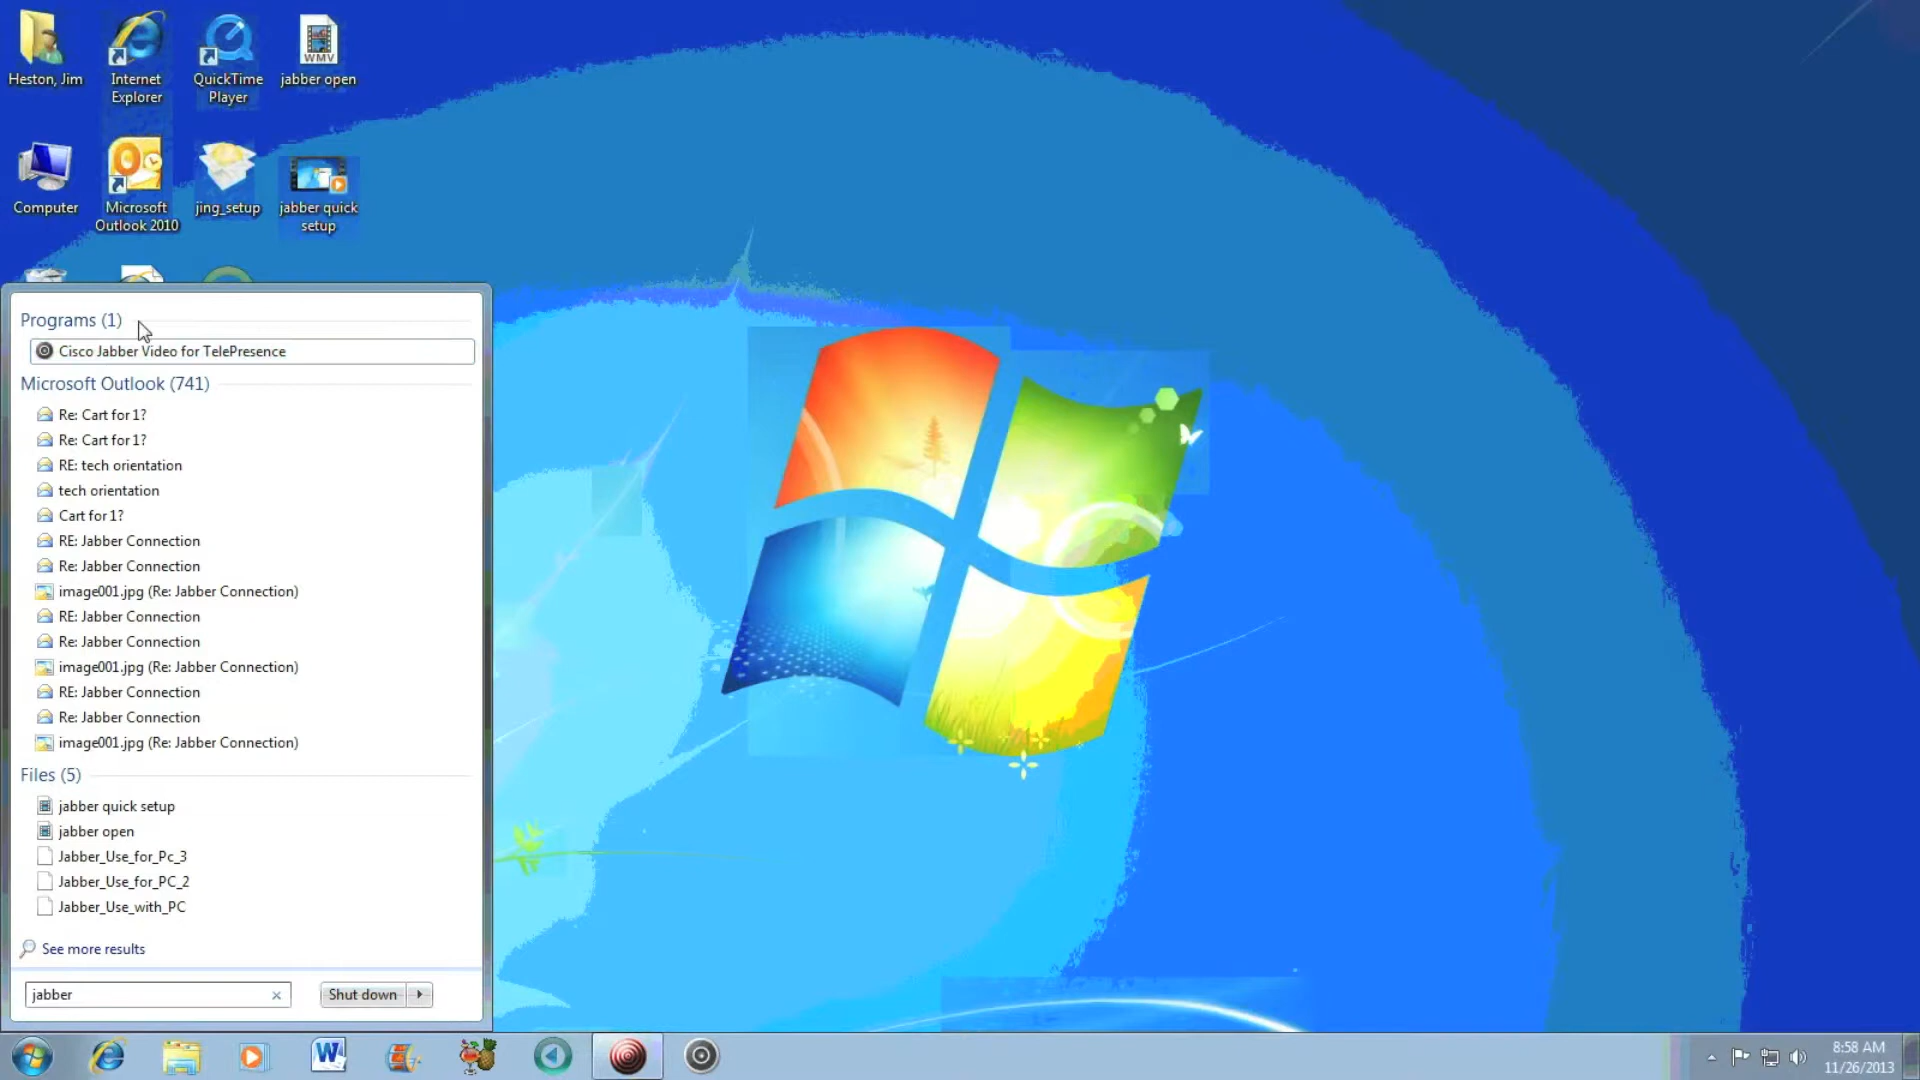 Heston, Jim
Internet
Explorer
QuickTime
Player
WMV
jabber open
Computer
Microsoft
Outlook 2010
jing_setup
jabber quick
setup
Programs (1)
Cisco Jabber Video for TelePresence
Microsoft Outlook (741)
Re: Cart for 1?
Re: Cart for 1?
RE: tech orientation
tech orientation
Cart for 1?
RE: Jabber Connection
Re: Jabber Connection
image001.jpg (Re: Jabber Connection)
RE: Jabber Connection
Re: Jabber Connection
image001.jpg (Re: Jabber Connection)
RE: Jabber Connection
Re: Jabber Connection
image001.jpg (Re: Jabber Connection)
Files (5)
jabber quick setup
jabber open
Jabber_Use_for_Pc_3
Jabber_Use_for_PC_2
Jabber_Use_with_PC
See more results
jabber
Shut down
8:58 AM
11/26/2013